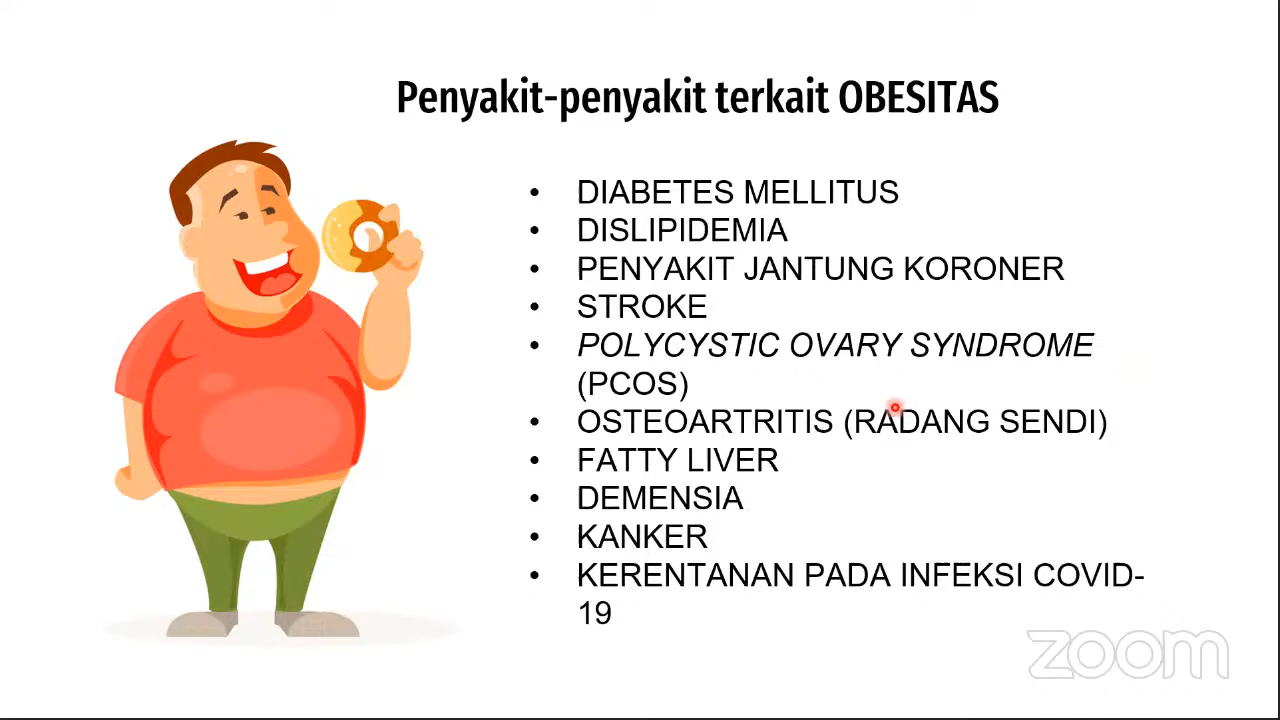 Penyakit-penyakit terkait OBESITAS
• DIABETES MELLITUS
• DISLIPIDEMIA
• PENYAKIT JANTUNG KORONER
• STROKE
• POLYCYSTIC OVARY SYNDROME
(PCOS)
• OSTEOARTRITIS (RADANG SENDI)
• FATTY LIVER
• DEMENSIA
• KANKER
• KERENTANAN PADA INFEKSI COVID-
19
zoom